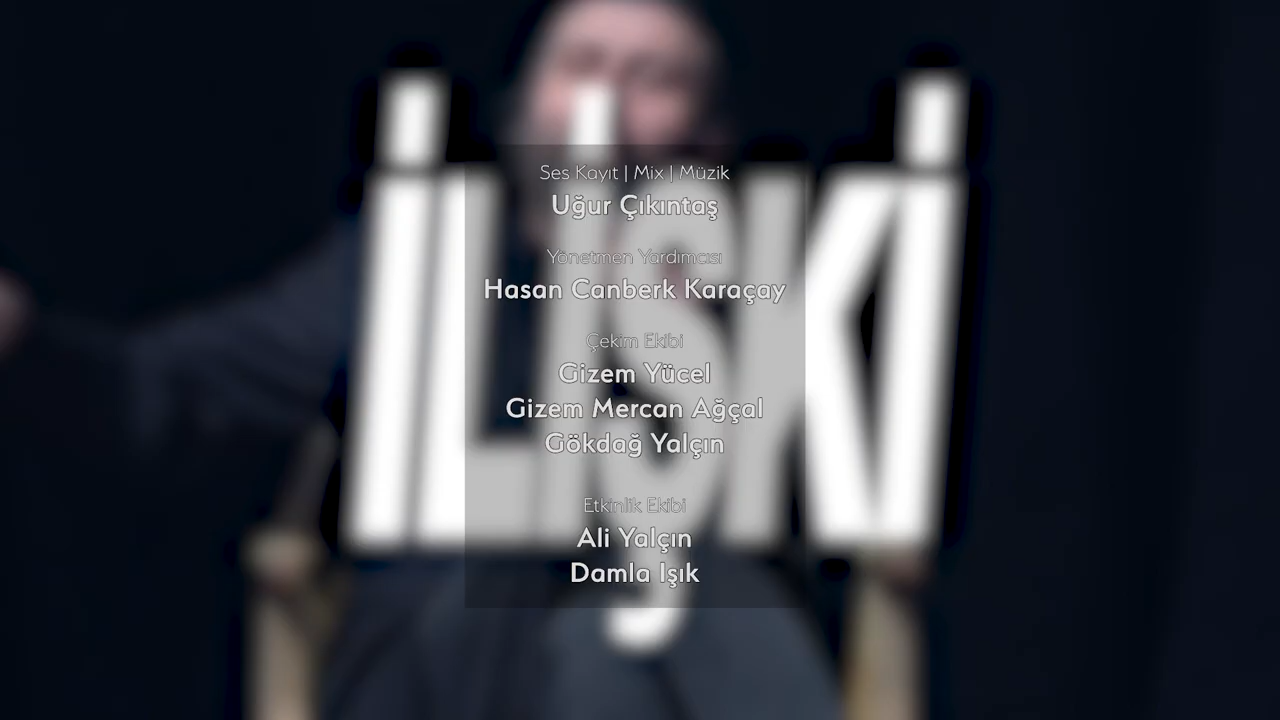 İLİŞKİ
Ses Kayıt | Mix | Müzik
Uğur Çıkıntaş
Yönetmen Yardımcısı
Hasan Canberk Karaçay
Çekim Ekibi
Gizem Yücel
Gizem Mercan Ağçal
Gökdağ Yalçın
Etkinlik Ekibi
Ali Yalçın
Damla Işık